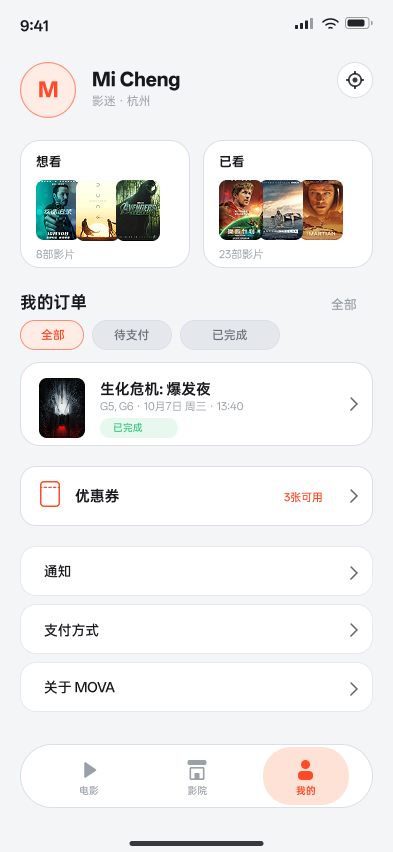 9:41
M
Mi Cheng
影迷 · 杭州
想看
已看
AVENGERS
MARTIAN
8部影片
23部影片
我的订单
全部
全部
待支付
已完成
生化危机: 爆发夜
G5, G6 · 10月7日 周三 · 13:40
已完成
优惠券
3张可用
通知
支付方式
关于 MOVA
电影
影院
我的